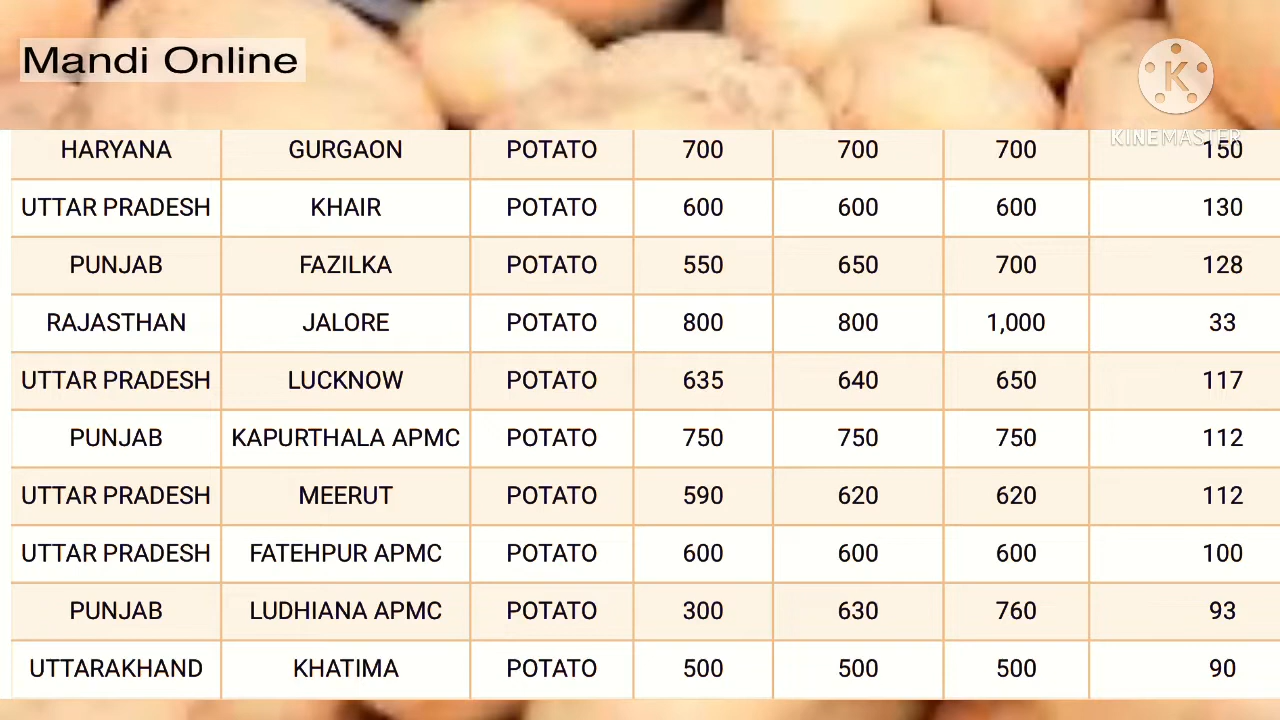 Mandi Online
KINEMASTER
HARYANA GURGAON POTATO 700 700 700 150
UTTAR PRADESH KHAIR POTATO 600 600 600 130
PUNJAB FAZILKA POTATO 550 650 700 128
RAJASTHAN JALORE POTATO 800 800 1,000 33
UTTAR PRADESH LUCKNOW POTATO 635 640 650 117
PUNJAB KAPURTHALA APMC POTATO 750 750 750 112
UTTAR PRADESH MEERUT POTATO 590 620 620 112
UTTAR PRADESH FATEHPUR APMC POTATO 600 600 600 100
PUNJAB LUDHIANA APMC POTATO 300 630 760 93
UTTARAKHAND KHATIMA POTATO 500 500 500 90